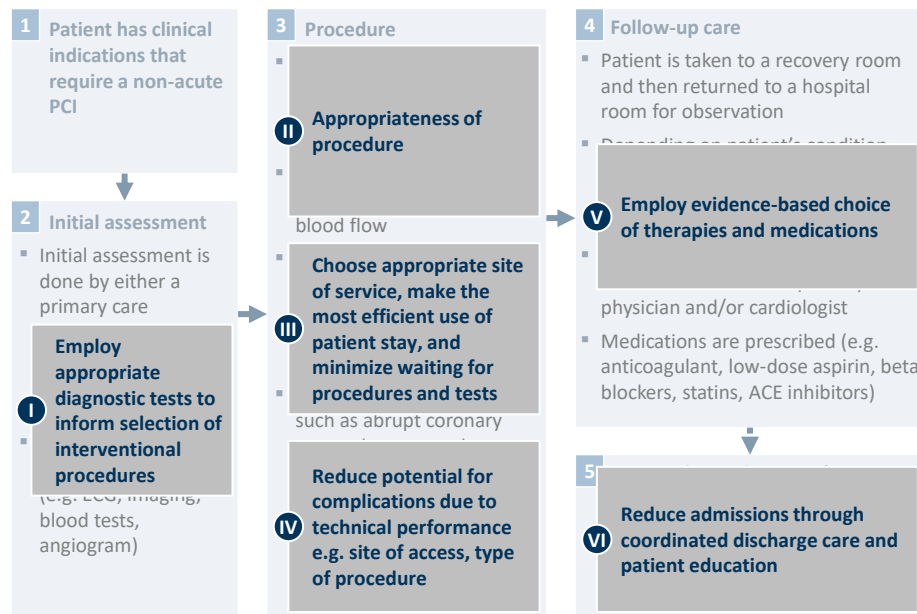 1
Patient has clinical
indications that
require a non-acute
PCI
2
Initial assessment
▪ Initial assessment is
done by either a
primary care
I
Employ
appropriate
diagnostic tests to
inform selection of
interventional
procedures
(e.g. ECG, imaging,
blood tests,
angiogram)
3
Procedure
II
Appropriateness of
procedure
blood flow
III
Choose appropriate site
of service, make the
most efficient use of
patient stay, and
minimize waiting for
procedures and tests
such as abrupt coronary
IV
Reduce potential for
complications due to
technical performance
e.g. site of access, type
of procedure
4
Follow-up care
▪ Patient is taken to a recovery room
and then returned to a hospital
room for observation
▪ Depending on patient's condition
V
Employ evidence-based choice
of therapies and medications
physician and/or cardiologist
▪ Medications are prescribed (e.g.
anticoagulant, low-dose aspirin, beta
blockers, statins, ACE inhibitors)
5
VI
Reduce admissions through
coordinated discharge care and
patient education